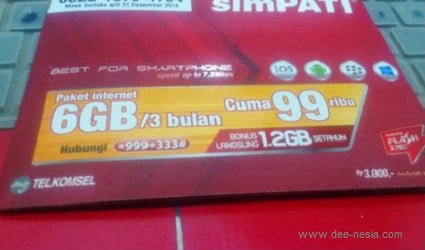 Masa berlaku s/d 31 Desember 2014
simPATI
BEST FOR SMARTPHONE
speed up to 7.2Mbps
iOS
Paket internet
6GB/3 bulan
Cuma 99 ribu
Hubungi *999*333#
BONUS LANGSUNG 1.2GB SETAHUN
FLASH
TELKOMSEL
Rp 3.000,-
www.dee-nesia.com